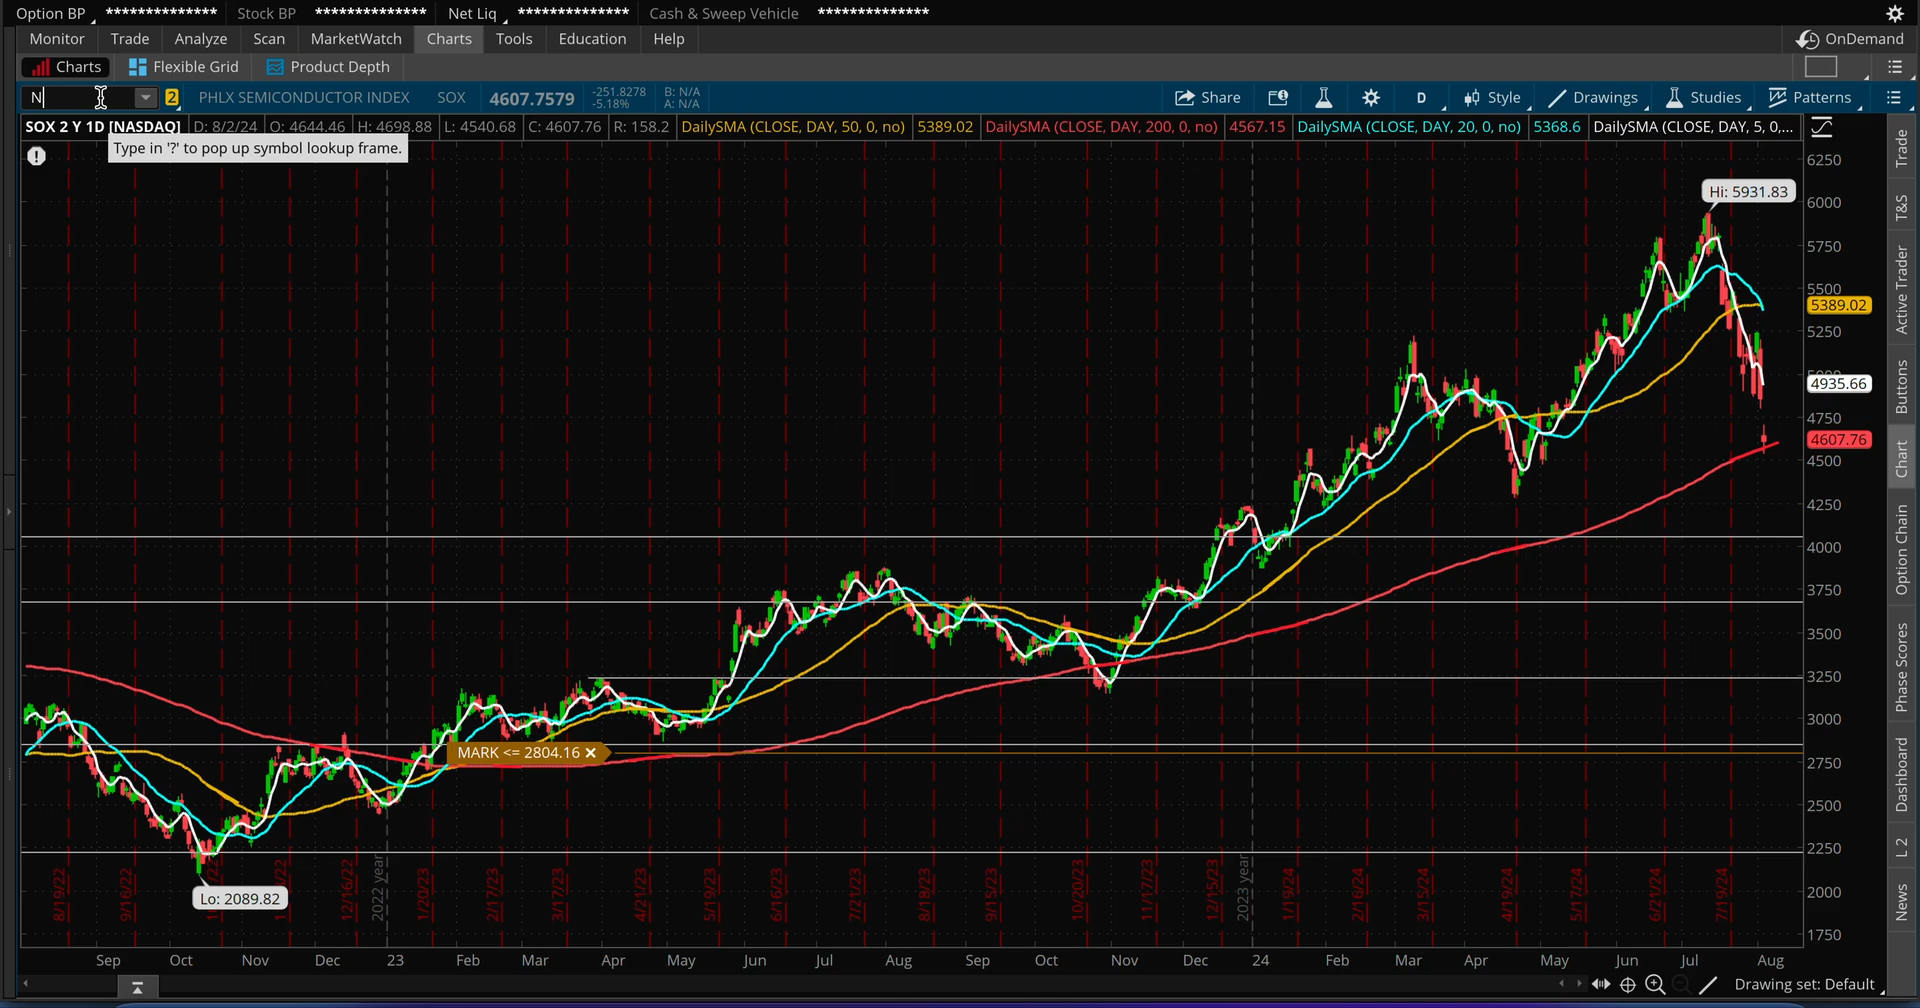 Option BP ************** Stock BP ************** Net Liq ************** Cash & Sweep Vehicle **************
Monitor Trade Analyze Scan MarketWatch Charts Tools Education Help OnDemand
Charts Flexible Grid Product Depth
N 2 PHLX SEMICONDUCTOR INDEX SOX 4607.7579 -251.8278 B: N/A Share D Style Drawings Studies Patterns
-5.18% A: N/A
SOX 2 Y 1D [NASDAQ] D: 8/2/24 O: 4644.46 H: 4698.88 L: 4540.68 C: 4607.76 R: 158.2 DailySMA (CLOSE, DAY, 50, 0, no) 5389.02 DailySMA (CLOSE, DAY, 200, 0, no) 4567.15 DailySMA (CLOSE, DAY, 20, 0, no) 5368.6 DailySMA (CLOSE, DAY, 5, 0,...
Type in '?' to pop up symbol lookup frame.
Hi: 5931.83
6250
6000
5750
5500
5389.02
5250
4935.66
4750
4607.76
4500
4250
4000
3750
3500
3250
3000
MARK <= 2804.16 ×
2750
2500
2250
2000
1750
Lo: 2089.82
8/19/22
9/16/22
12/16/22
2022 year
1/20/23
2/17/23
3/17/23
4/21/23
5/19/23
6/16/23
7/21/23
8/18/23
9/15/23
10/20/23
11/17/23
12/15/23
2023 year
1/19/24
2/16/24
3/15/24
4/19/24
5/17/24
6/21/24
7/19/24
Sep Oct Nov Dec 23 Feb Mar Apr May Jun Jul Aug Sep Oct Nov Dec 24 Feb Mar Apr May Jun Jul Aug
Drawing set: Default
Trade
T&S
Active Trader
Buttons
Chart
Option Chain
Phase Scores
Dashboard
L 2
News